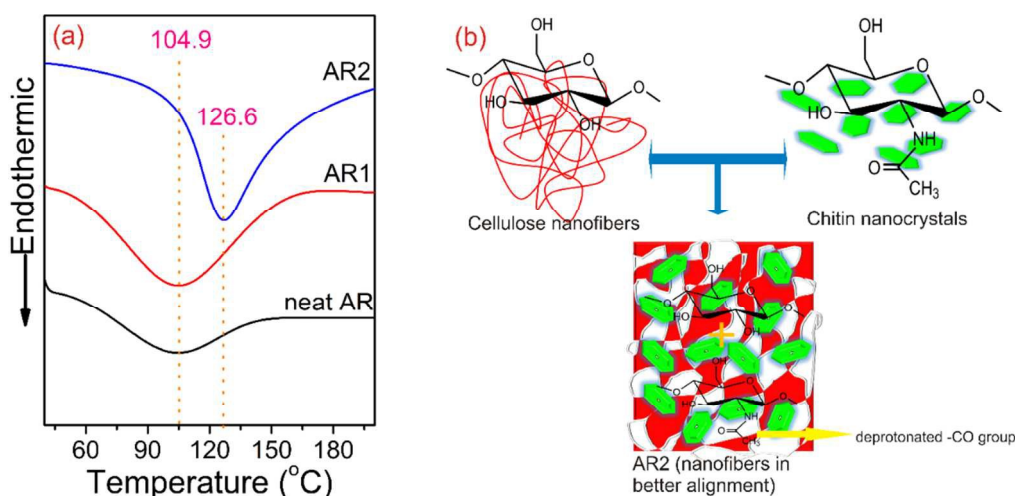 (a)
104.9
AR2
126.6
AR1
neat AR
Endothermic
60 90 120 150 180
Temperature (°C)
(b)
OH
O
O
HO
OH
O
Cellulose nanofibers
OH
O
O
HO
O
NH
O
CH₃
Chitin nanocrystals
OH
O
O
HO
OH
O
+
OH
O
O
HO
O
NH
O
CH₃
deprotonated -CO group
AR2 (nanofibers in
better alignment)